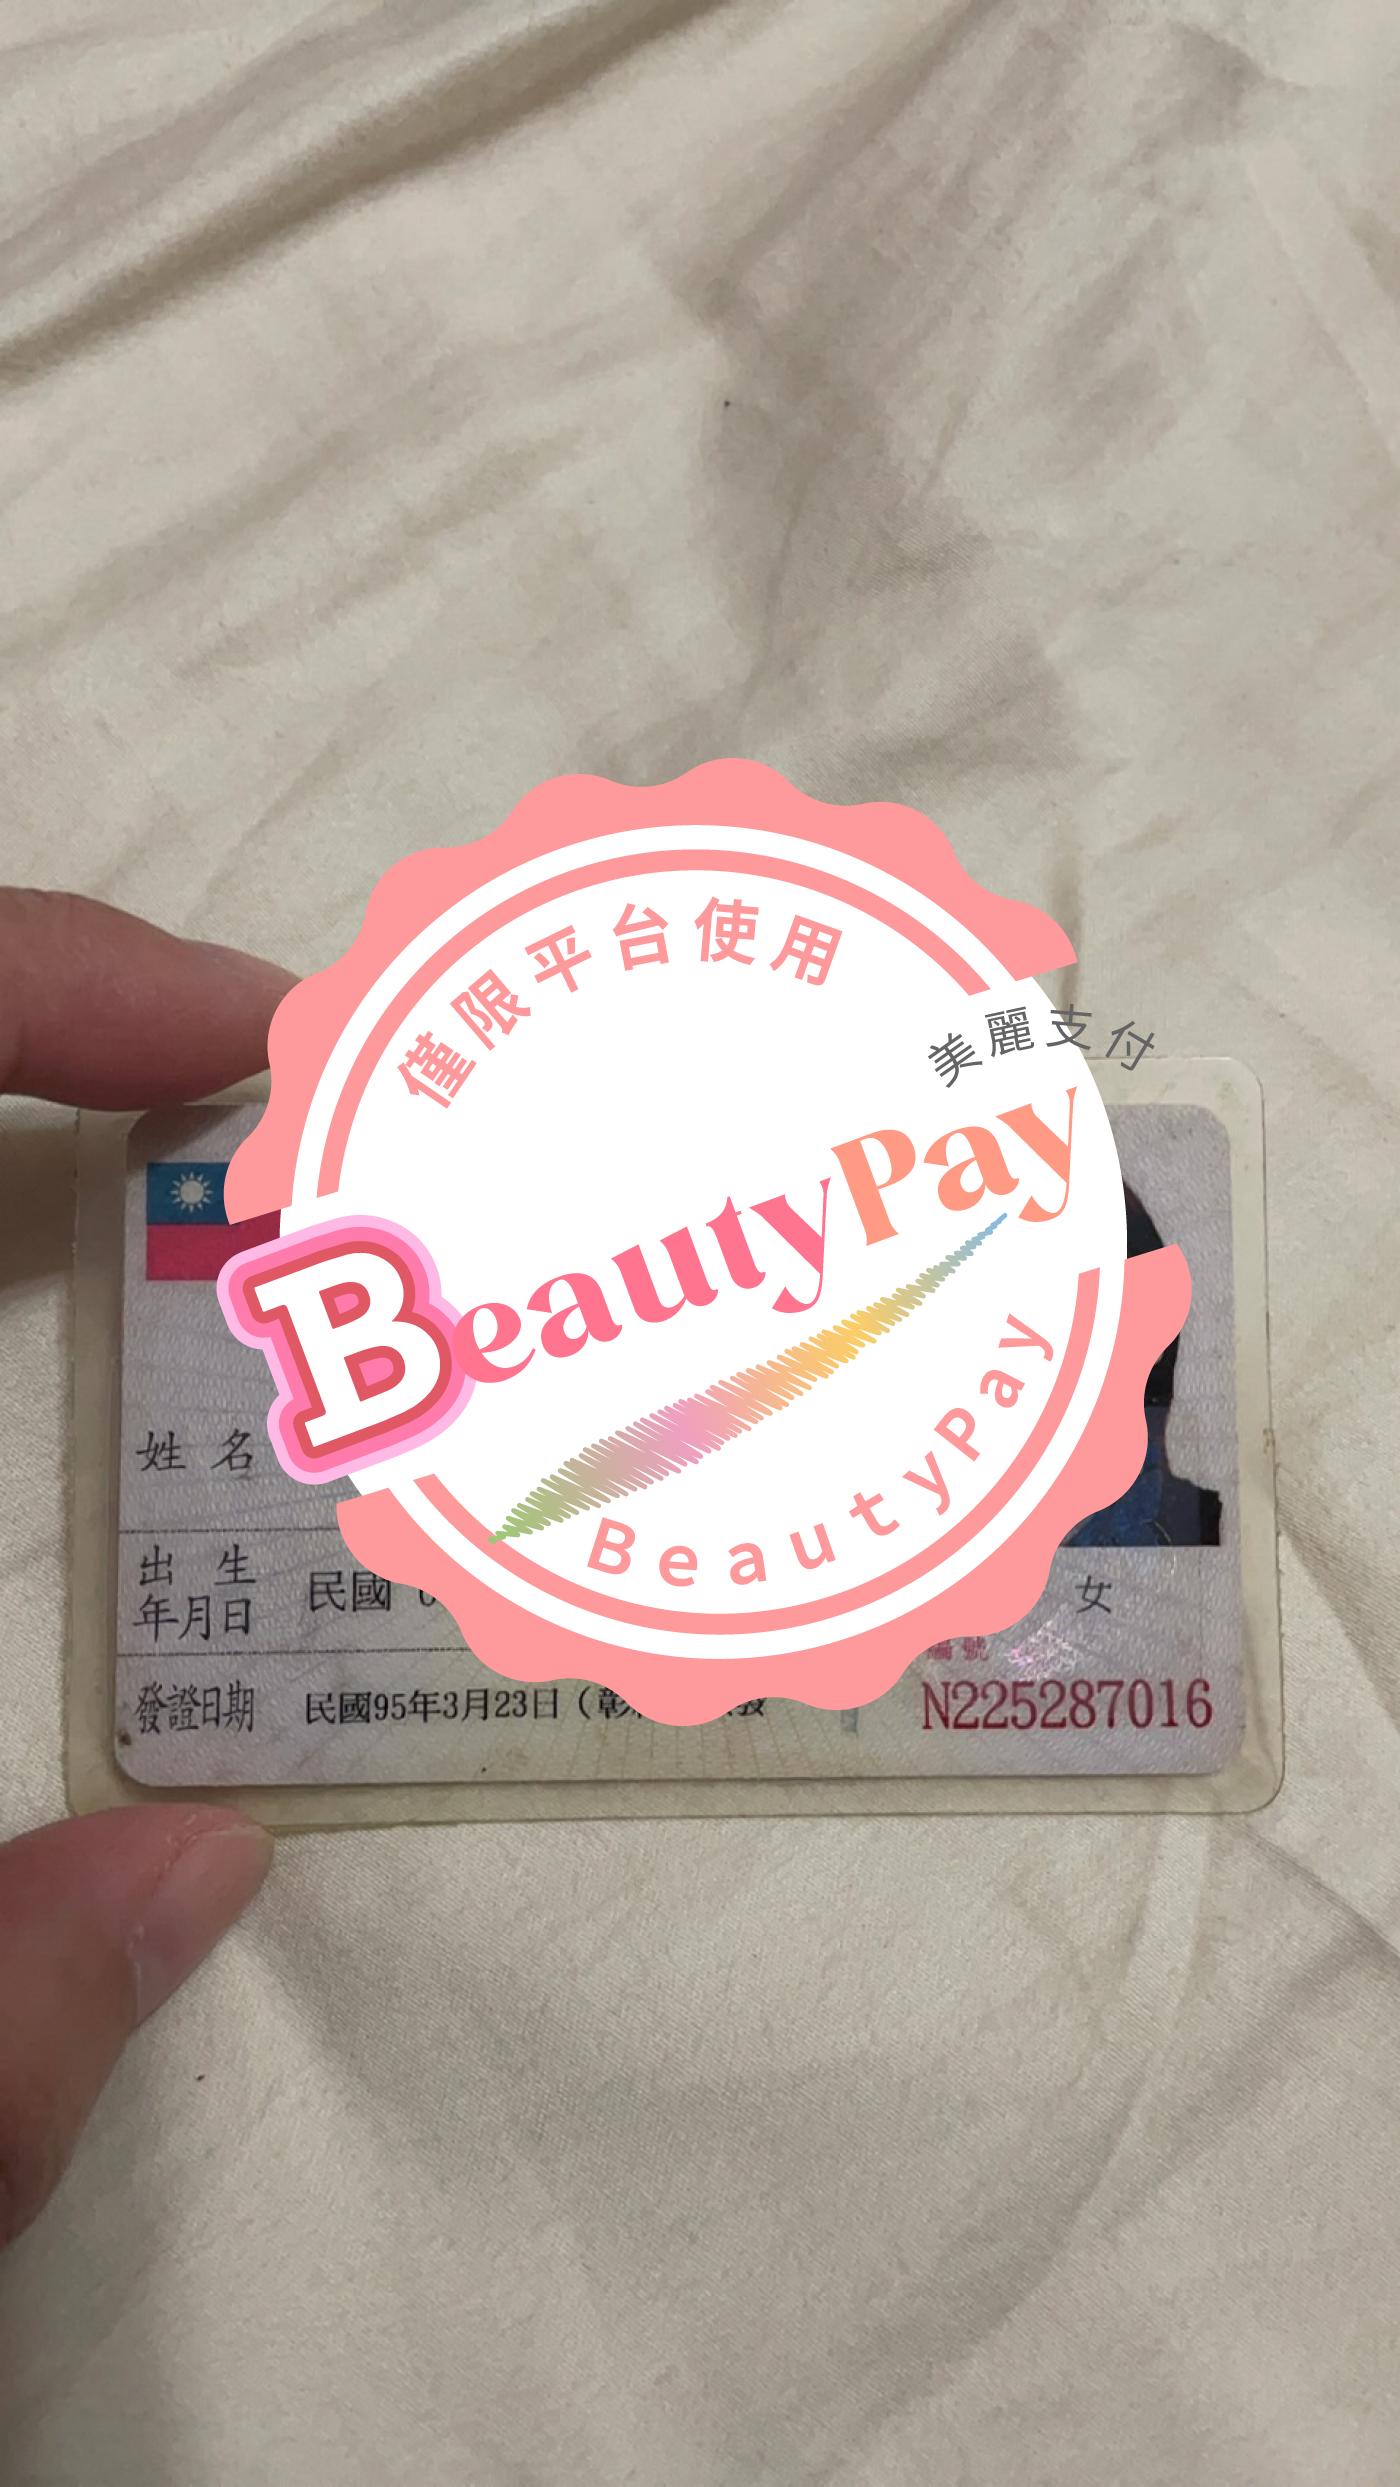 僅限平台使用
美麗支付
BeautyPay
BeautyPay
姓名
出生
年月日
民國
女
編號
發證日期
民國95年3月23日（彰
發
N225287016